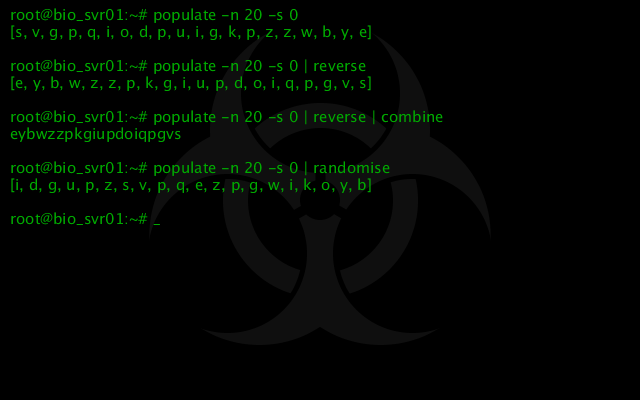 root@bio_svr01:~# populate -n 20 -s 0
[s, v, g, p, q, i, o, d, p, u, i, g, k, p, z, z, w, b, y, e]
root@bio_svr01:~# populate -n 20 -s 0 | reverse
[e, y, b, w, z, z, p, k, g, i, u, p, d, o, i, q, p, g, v, s]
root@bio_svr01:~# populate -n 20 -s 0 | reverse | combine
eybwzzpkgiupdoiqpgvs
root@bio_svr01:~# populate -n 20 -s 0 | randomise
[i, d, g, u, p, z, s, v, p, q, e, z, p, g, w, i, k, o, y, b]
root@bio_svr01:~# _